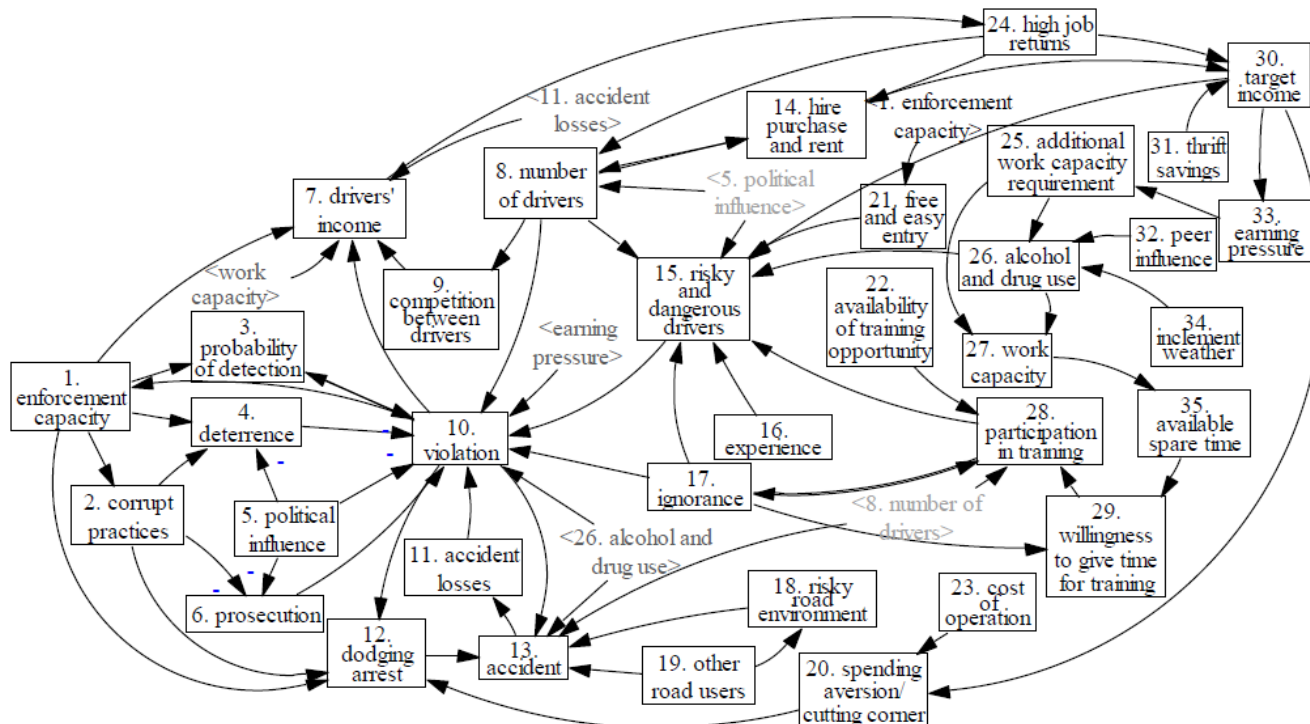 24. high job
returns
30.
target
income
<11. accident
losses>
14. hire
purchase
and rent
<1. enforcement
capacity>
25. additional
work capacity
requirement
31. thrift
savings
8. number
of drivers
<5. political
influence>
7. drivers'
income
21. free
and easy
entry
33.
earning
pressure
32. peer
influence
26. alcohol
and drug use
<work
capacity>
9.
competition
between
drivers
15. risky
and
dangerous
drivers
22.
availability
of training
opportunity
34.
inclement
weather
3.
probability
of detection
<earning
pressure>
27. work
capacity
1.
enforcement
capacity
4.
deterrence
-
-
10.
violation
16.
experience
28.
participation
in training
35.
available
spare time
-
17.
ignorance
2. corrupt
practices
5. political
influence
<8. number of
drivers>
<26. alcohol and
drug use>
11. accident
losses
29.
willingness
to give time
for training
-
-
6. prosecution
18. risky
road
environment
23. cost
of
operation
12.
dodging
arrest
13.
accident
19. other
road users
20. spending
aversion/
cutting corner